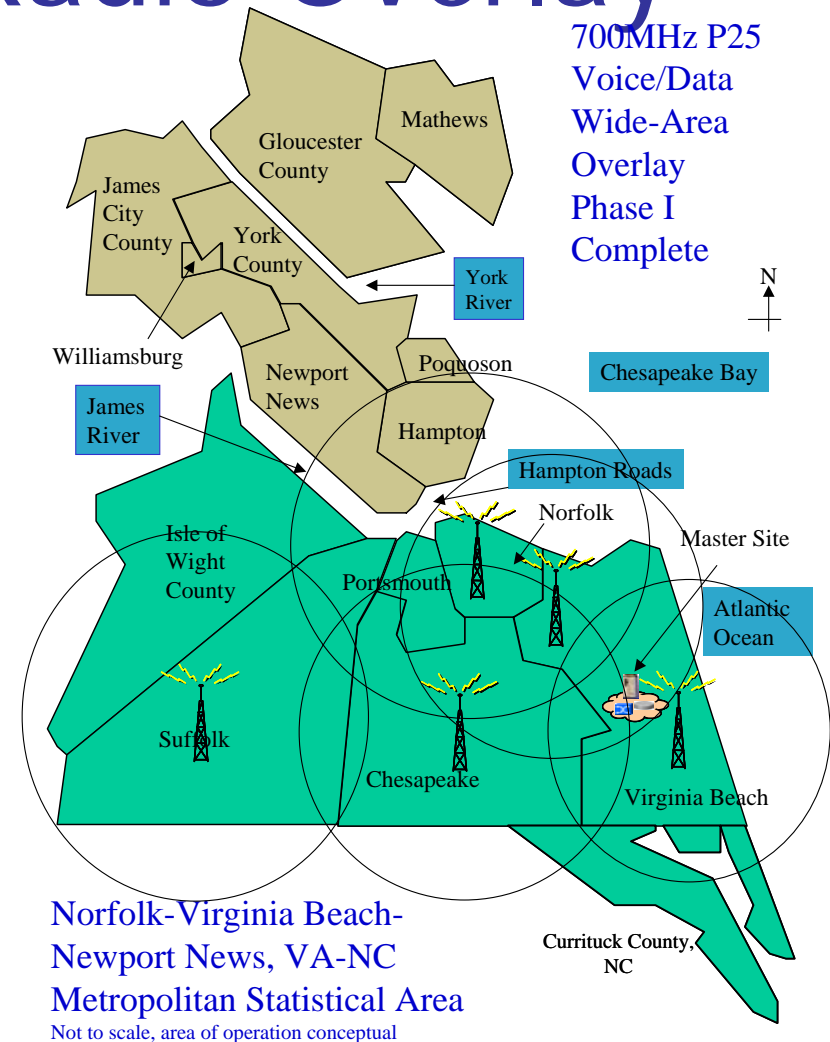 Radio Overlay
700MHz P25
Voice/Data
Wide-Area
Overlay
Phase I
Complete
Mathews
Gloucester
County
James
City
County
York
County
York
River
N
Williamsburg
Newport
News
Poquoson
Chesapeake Bay
James
River
Hampton
Hampton Roads
Norfolk
Isle of
Wight
County
Master Site
Portsmouth
Atlantic
Ocean
Suffolk
Chesapeake
Virginia Beach
Norfolk-Virginia Beach-
Newport News, VA-NC
Metropolitan Statistical Area
Not to scale, area of operation conceptual
Currituck County,
NC